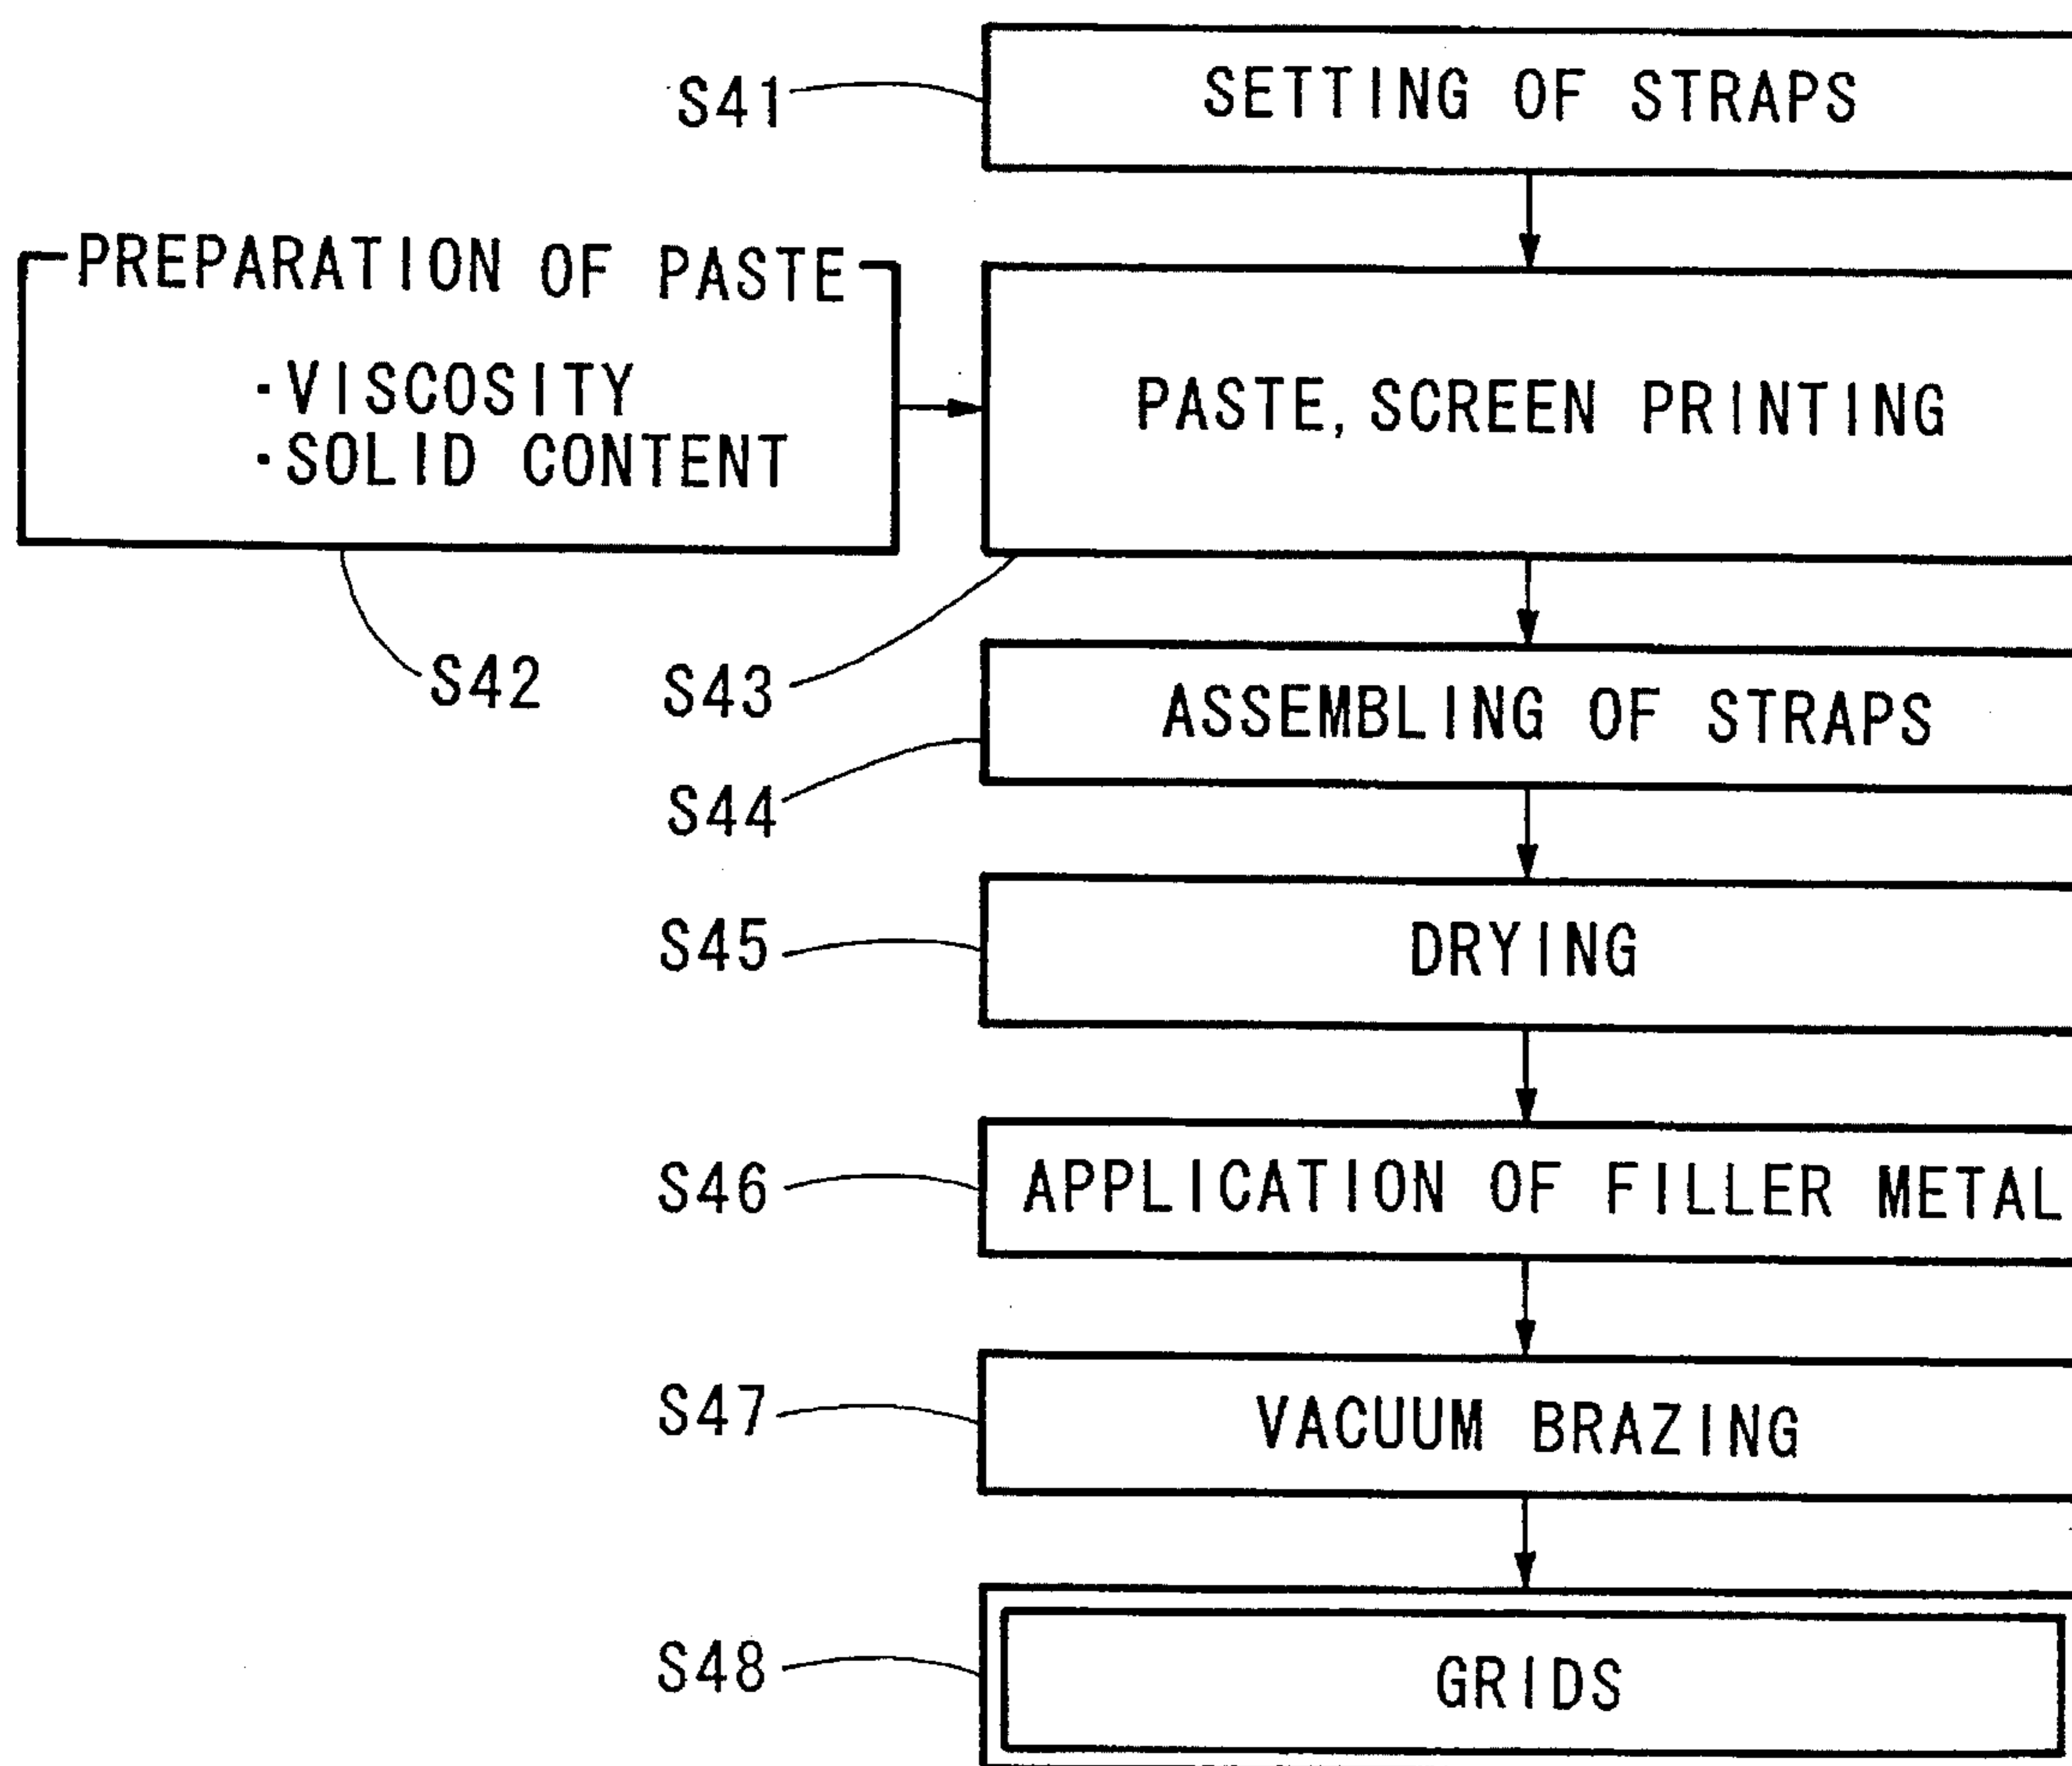 S41
SETTING OF STRAPS
PREPARATION OF PASTE
·VISCOSITY
·SOLID CONTENT
S42
PASTE, SCREEN PRINTING
S43
ASSEMBLING OF STRAPS
S44
S45
DRYING
S46
APPLICATION OF FILLER METAL
S47
VACUUM BRAZING
S48
GRIDS